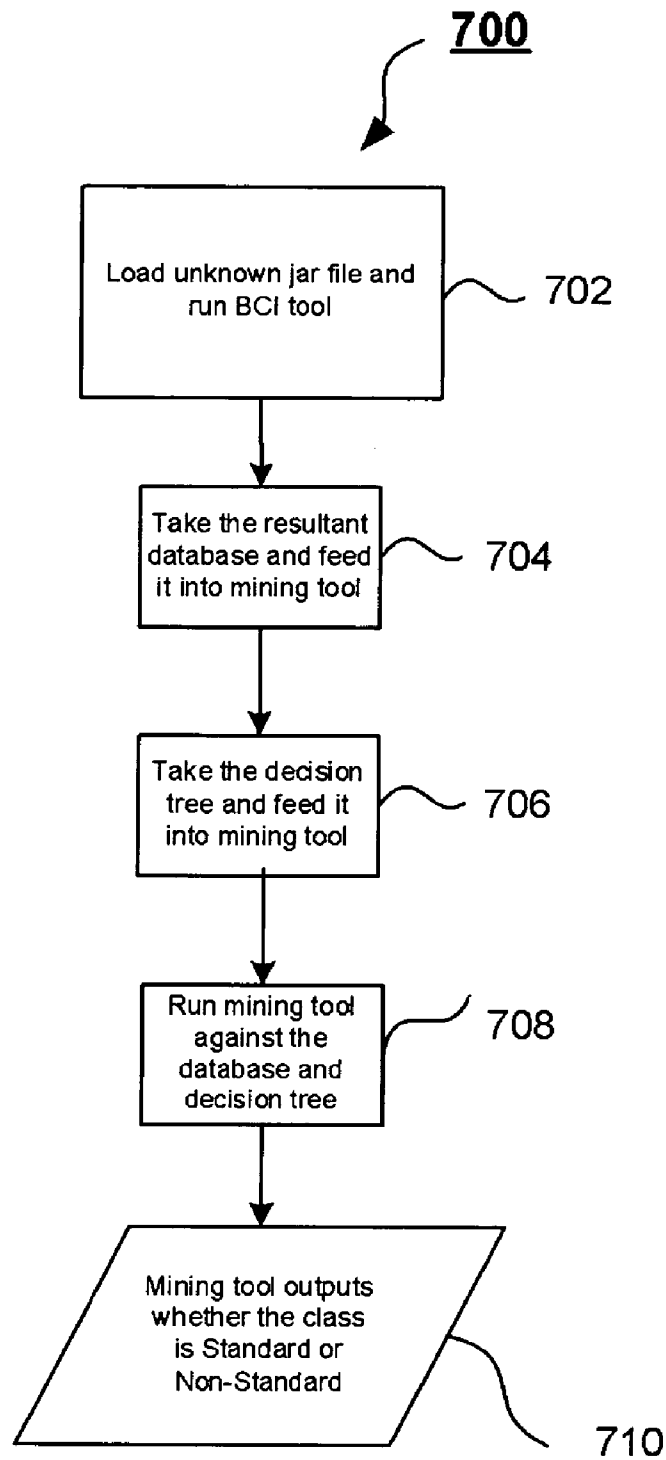 700
Load unknown jar file and
run BCI tool
702
Take the resultant
database and feed
it into mining tool
704
Take the decision
tree and feed it
into mining tool
706
Run mining tool
against the
database and
decision tree
708
Mining tool outputs
whether the class
is Standard or
Non-Standard
710